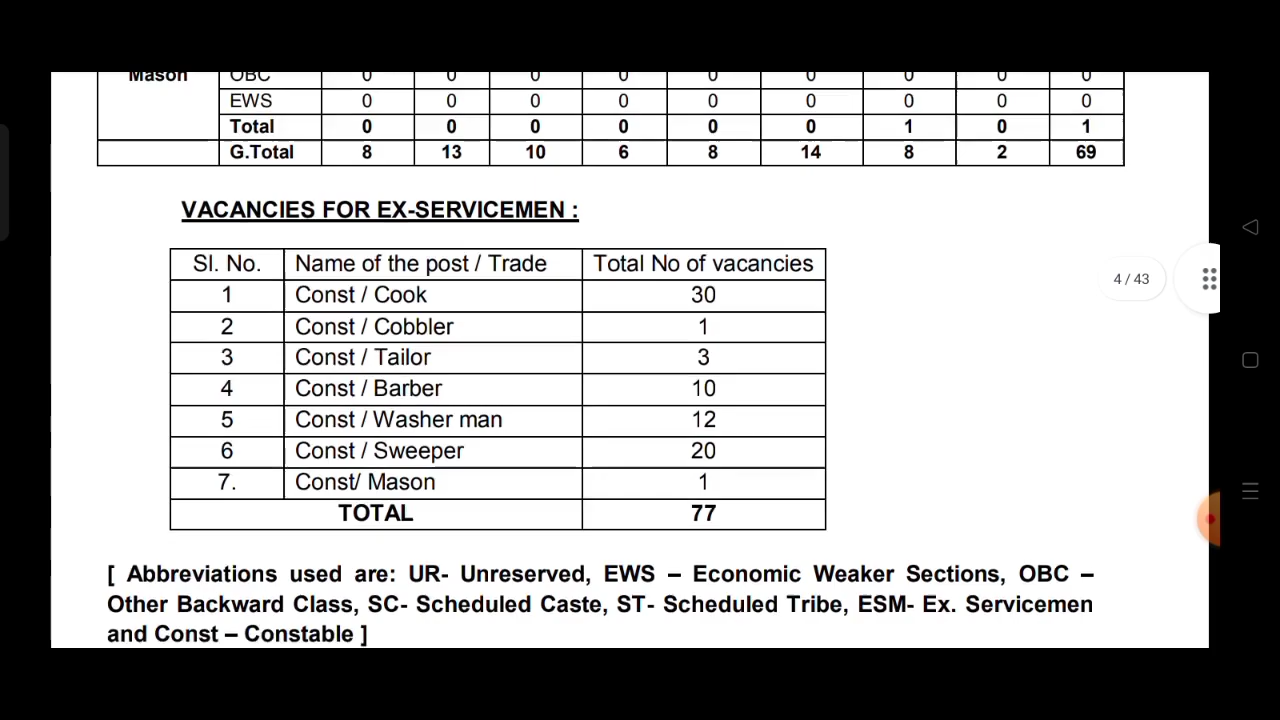 Mason OBC 0 0 0 0 0 0 0 0 0
EWS 0 0 0 0 0 0 0 0 0
Total 0 0 0 0 0 0 1 0 1
G.Total 8 13 10 6 8 14 8 2 69
VACANCIES FOR EX-SERVICEMEN :
Sl. No. Name of the post / Trade Total No of vacancies
1 Const / Cook 30
2 Const / Cobbler 1
3 Const / Tailor 3
4 Const / Barber 10
5 Const / Washer man 12
6 Const / Sweeper 20
7. Const/ Mason 1
TOTAL 77
4 / 43
[ Abbreviations used are: UR- Unreserved, EWS – Economic Weaker Sections, OBC –
Other Backward Class, SC- Scheduled Caste, ST- Scheduled Tribe, ESM- Ex. Servicemen
and Const – Constable ]